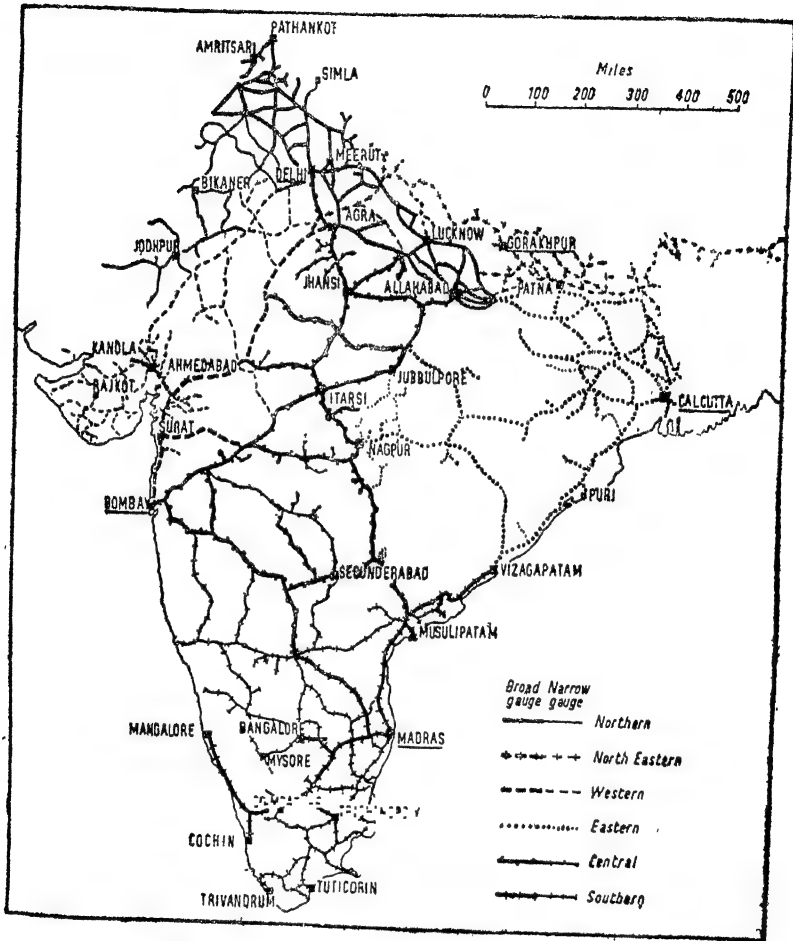 PATHANKOT
AMRITSAR
SIMLA
Miles
0 100 200 300 400 500
MEERUT
DELHI
BIKANER
AGRA
LUCKNOW
GORAKHPUR
JODHPUR
JHANSI
ALLAHABAD
PATNA
KANDLA
AHMEDABAD
RAJKOT
JUBBULPORE
ITARSI
CALCUTTA
SURAT
NAGPUR
BOMBAY
PURI
SECUNDERABAD
VIZAGAPATAM
MUSULIPATAM
Broad Narrow
gauge gauge
Northern
MANGALORE
BANGALORE
MADRAS
North Eastern
MYSORE
Western
Eastern
COCHIN
Central
TUTICORIN
Southern
TRIVANDRUM